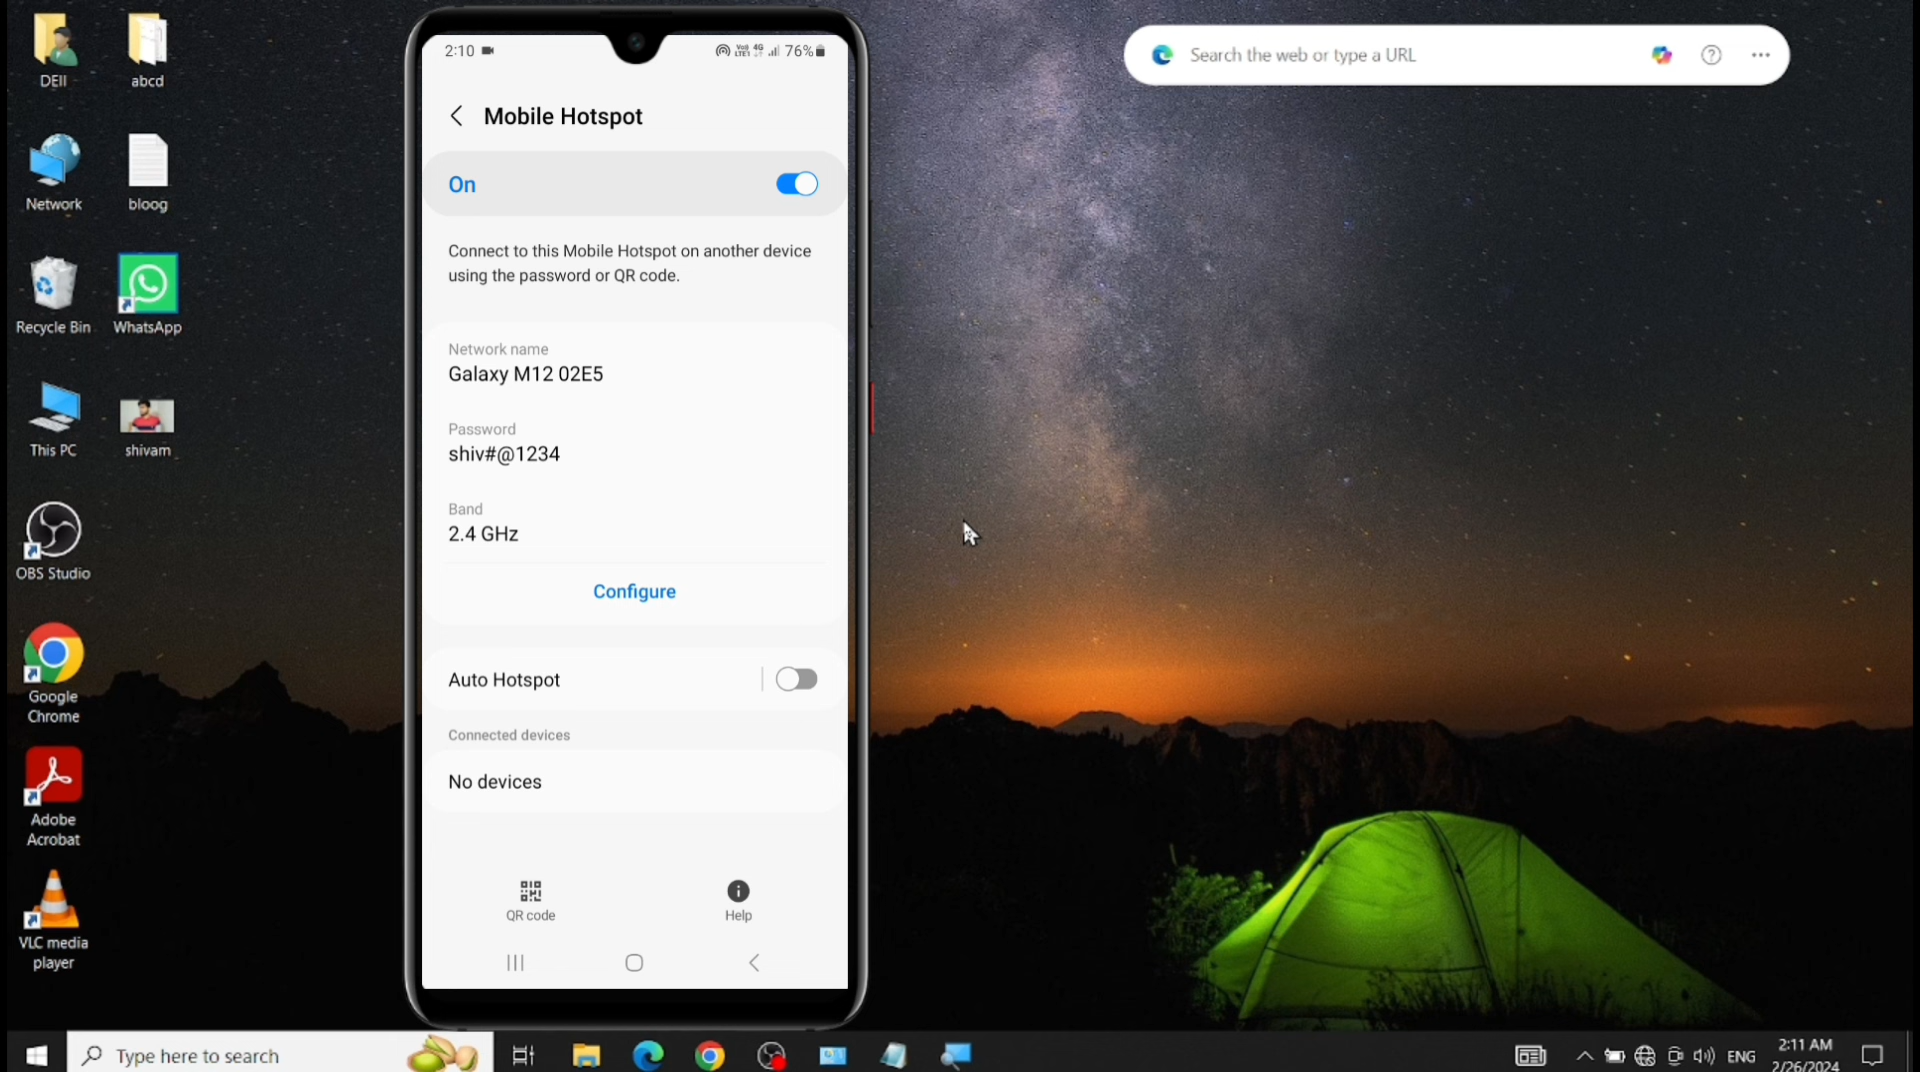 DEII
abcd
Network
bloog
Recycle Bin
WhatsApp
This PC
shivam
OBS Studio
Google
Chrome
Adobe
Acrobat
VLC media
player
2:10
4G
76%
Mobile Hotspot
On
Connect to this Mobile Hotspot on another device
using the password or QR code.
Network name
Galaxy M12 02E5
Password
shiv#@1234
Band
2.4 GHz
Configure
Auto Hotspot
Connected devices
No devices
QR code
Help
Search the web or type a URL
Type here to search
ENG
2:11 AM
2/26/2024